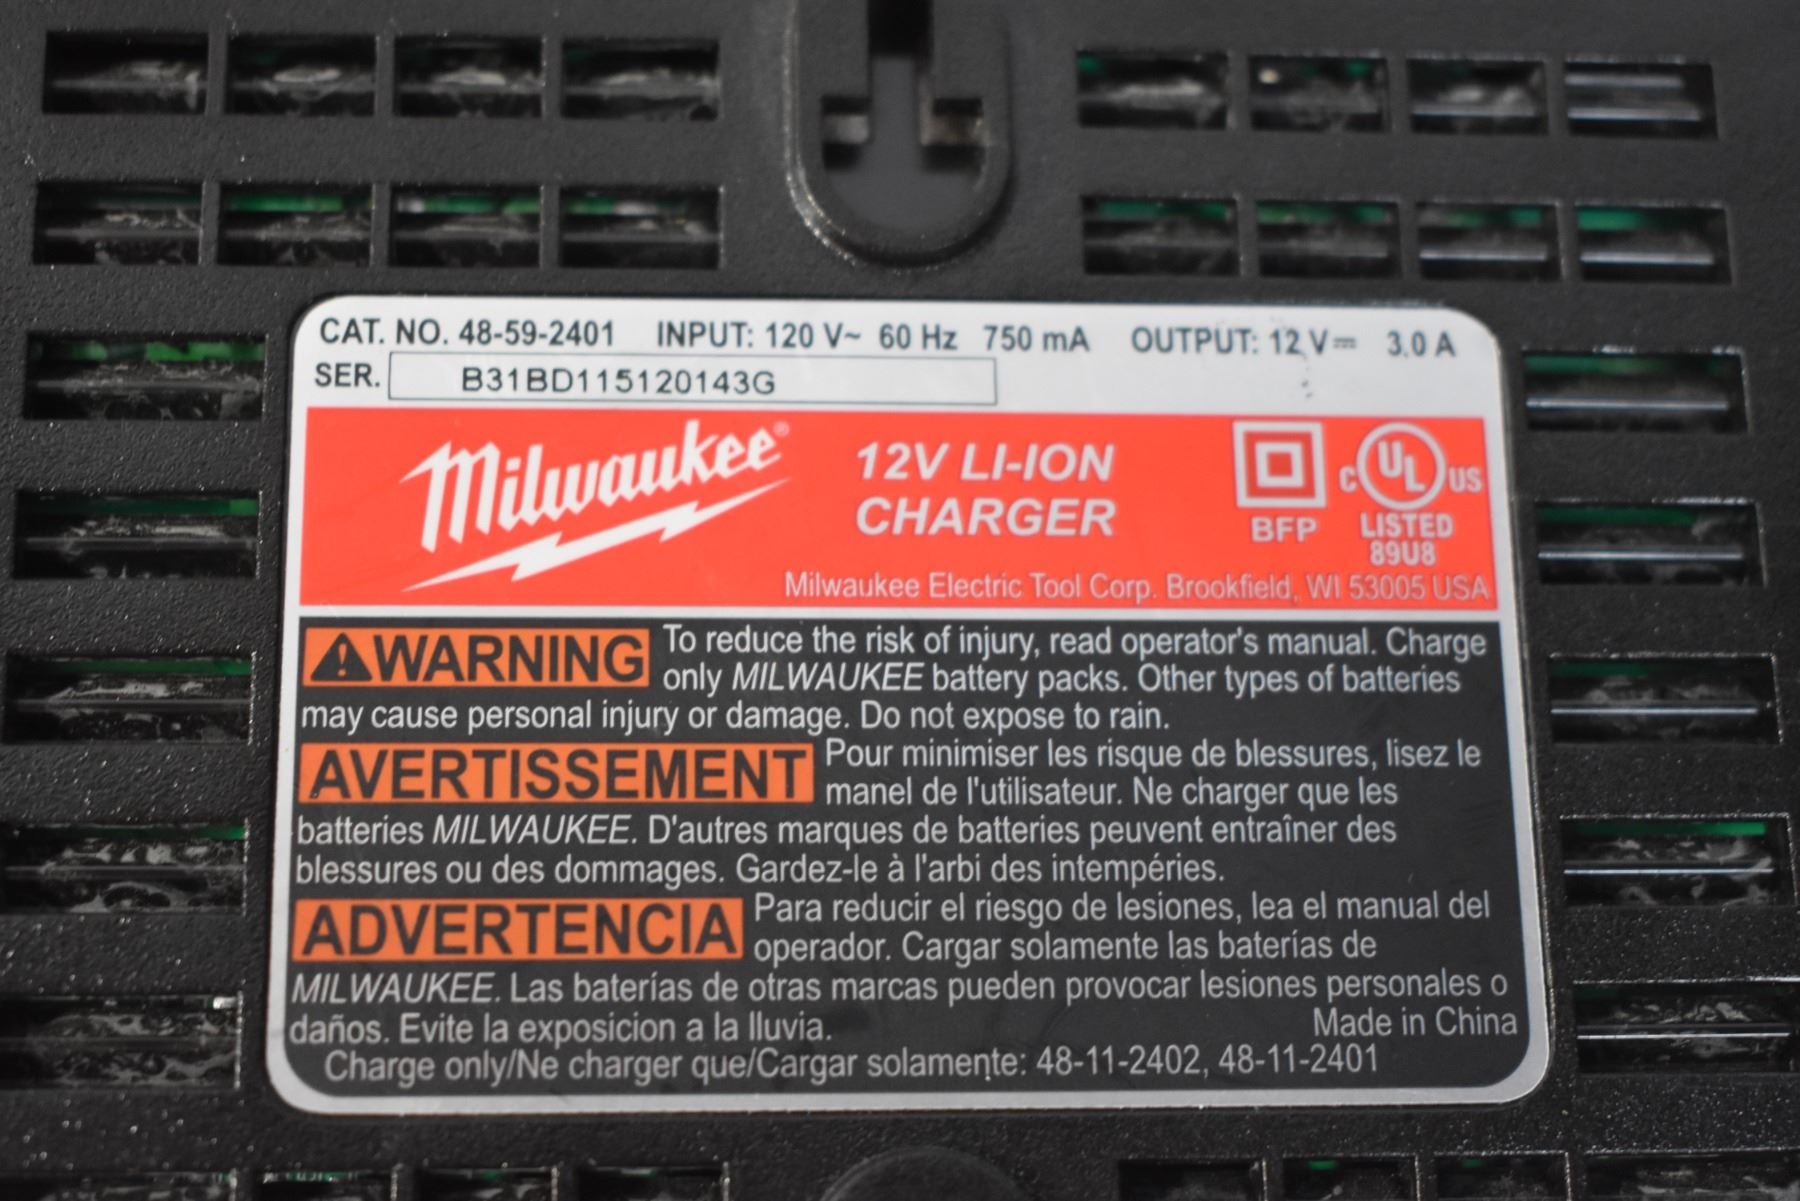 CAT. NO. 48-59-2401 INPUT: 120 V~ 60 Hz 750 mA OUTPUT: 12 V⎓ 3.0 A
SER. B31BD115120143G
Milwaukee®
12V LI-ION
CHARGER
BFP
C UL US
LISTED
89U8
Milwaukee Electric Tool Corp. Brookfield, WI 53005 USA
⚠WARNING To reduce the risk of injury, read operator's manual. Charge
only MILWAUKEE battery packs. Other types of batteries
may cause personal injury or damage. Do not expose to rain.
AVERTISSEMENT Pour minimiser les risque de blessures, lisez le
manel de l'utilisateur. Ne charger que les
batteries MILWAUKEE. D'autres marques de batteries peuvent entraîner des
blessures ou des dommages. Gardez-le à l'arbi des intempéries.
ADVERTENCIA Para reducir el riesgo de lesiones, lea el manual del
operador. Cargar solamente las baterías de
MILWAUKEE. Las baterías de otras marcas pueden provocar lesiones personales o
daños. Evite la exposicion a la lluvia. Made in China
Charge only/Ne charger que/Cargar solamente: 48-11-2402, 48-11-2401